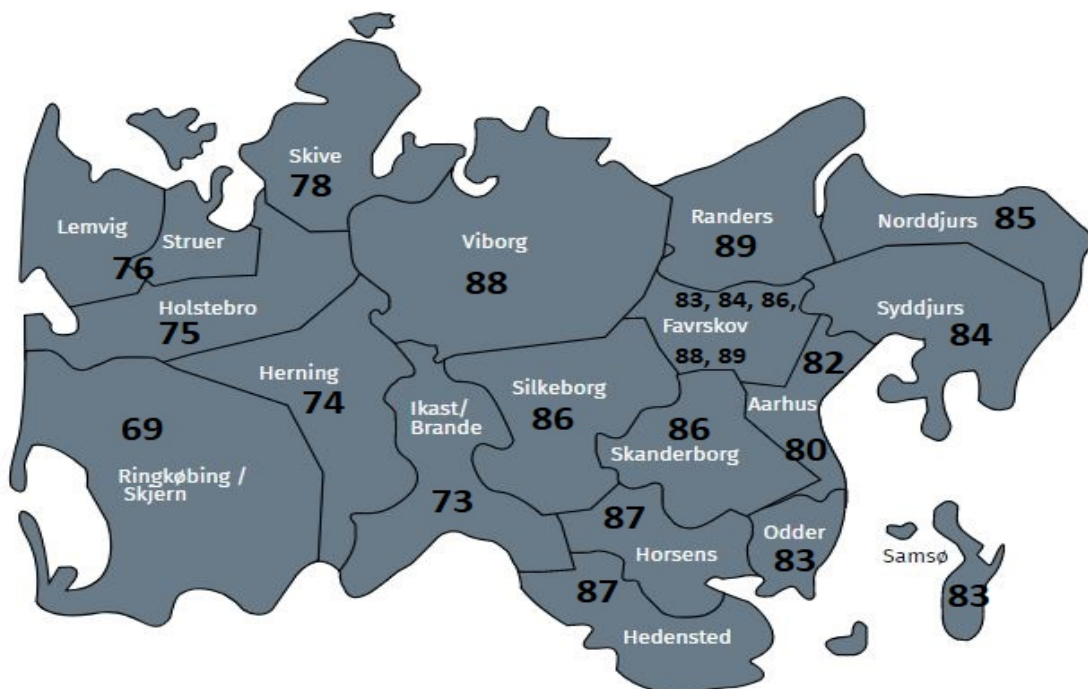 Skive
78
Lemvig
Struer
76
Holstebro
75
Viborg
88
Randers
89
Norddjurs 85
83, 84, 86,
Favrskov
88, 89
Syddjurs
84
82
Herning
74
Ikast/
Brande
73
Silkeborg
86
86
Skanderborg
Aarhus
80
69
Ringkøbing /
Skjern
87
Horsens
Odder
83
Samsø
83
87
Hedensted